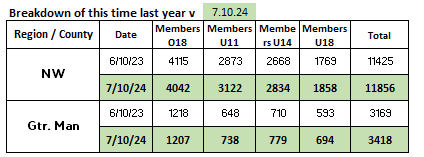 Breakdown of this time last year v 7.10.24
Region / County Date Members O18 Members U11 Membe rs U14 Members U18 Total
NW 6/10/23 4115 2873 2668 1769 11425
7/10/24 4042 3122 2834 1858 11856
Gtr. Man 6/10/23 1218 648 710 593 3169
7/10/24 1207 738 779 694 3418